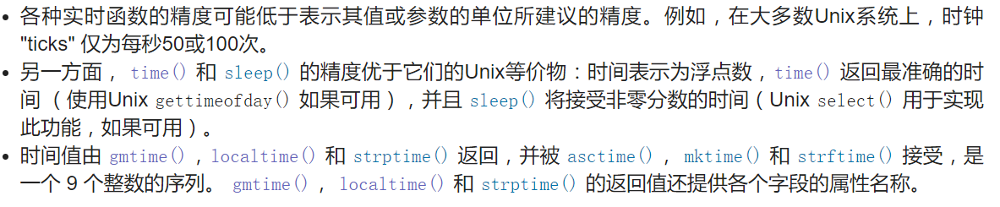 • 各种实时函数的精度可能低于表示其值或参数的单位所建议的精度。例如，在大多数Unix系统上，时钟
"ticks" 仅为每秒50或100次。
• 另一方面， time() 和 sleep() 的精度优于它们的Unix等价物：时间表示为浮点数，time() 返回最准确的时
间 （使用Unix gettimeofday() 如果可用），并且 sleep() 将接受非零分数的时间（Unix select() 用于实现
此功能，如果可用）。
• 时间值由 gmtime()，localtime() 和 strptime() 返回，并被 asctime()， mktime() 和 strftime() 接受，是
一个 9 个整数的序列。 gmtime()， localtime() 和 strptime() 的返回值还提供各个字段的属性名称。